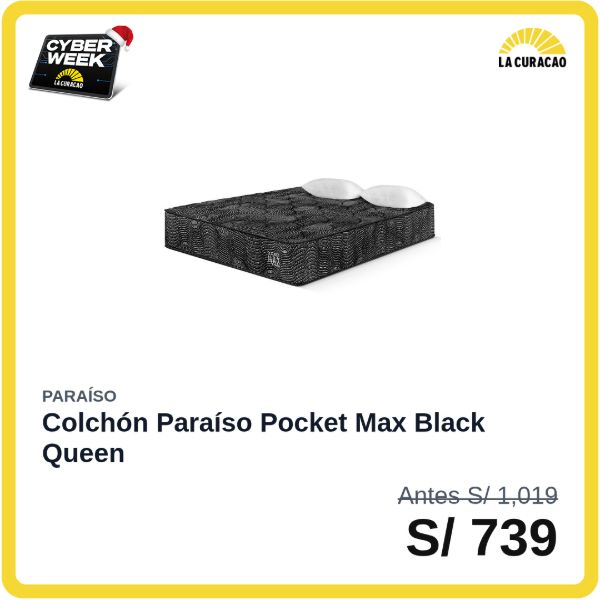 CYBER
WEEK
LA CURACAO
LA CURACAO
PARAÍSO
Colchón Paraíso Pocket Max Black
Queen
Antes S/ 1,019
S/ 739